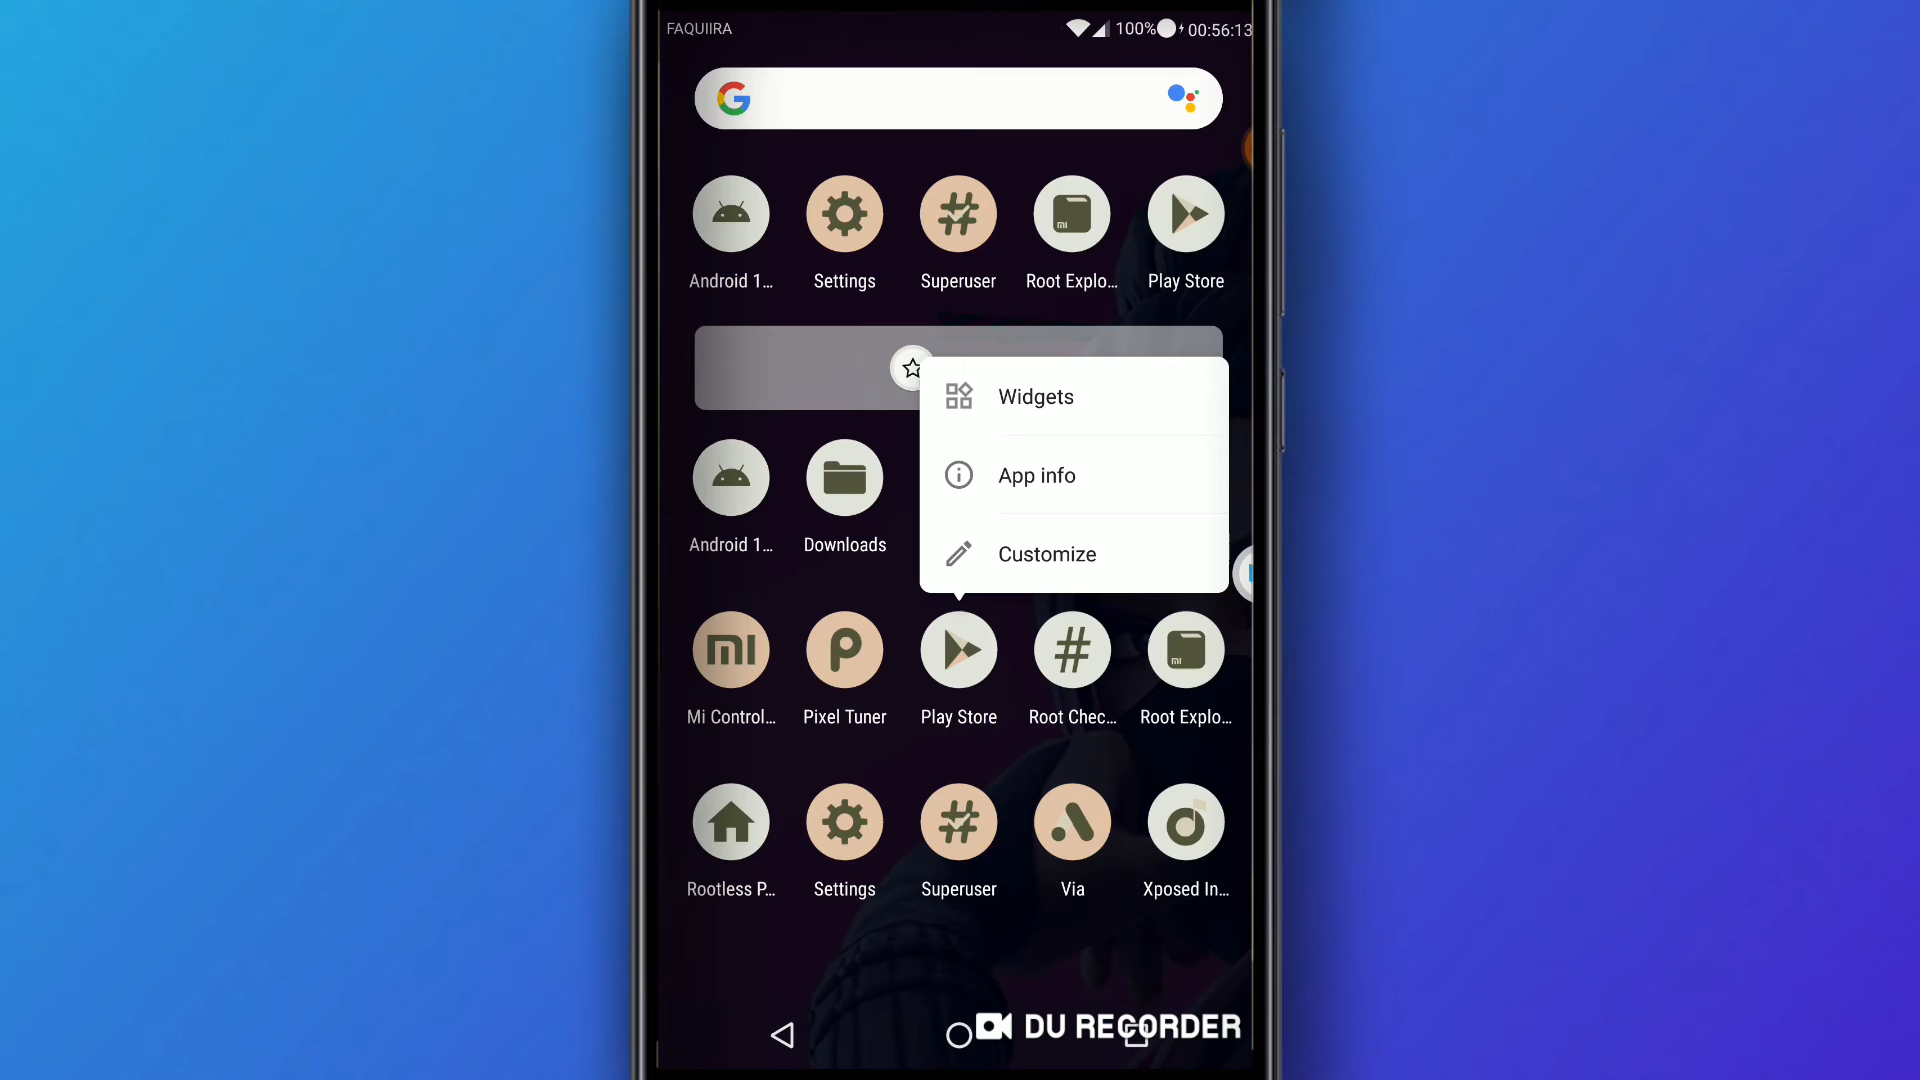 FAQUIIRA
100% 00:56:13
Android 1... Settings Superuser Root Explo... Play Store
Widgets
App info
Customize
Android 1... Downloads
Mi Control... Pixel Tuner Play Store Root Chec... Root Explo...
Rootless P... Settings Superuser Via Xposed In...
DU RECORDER